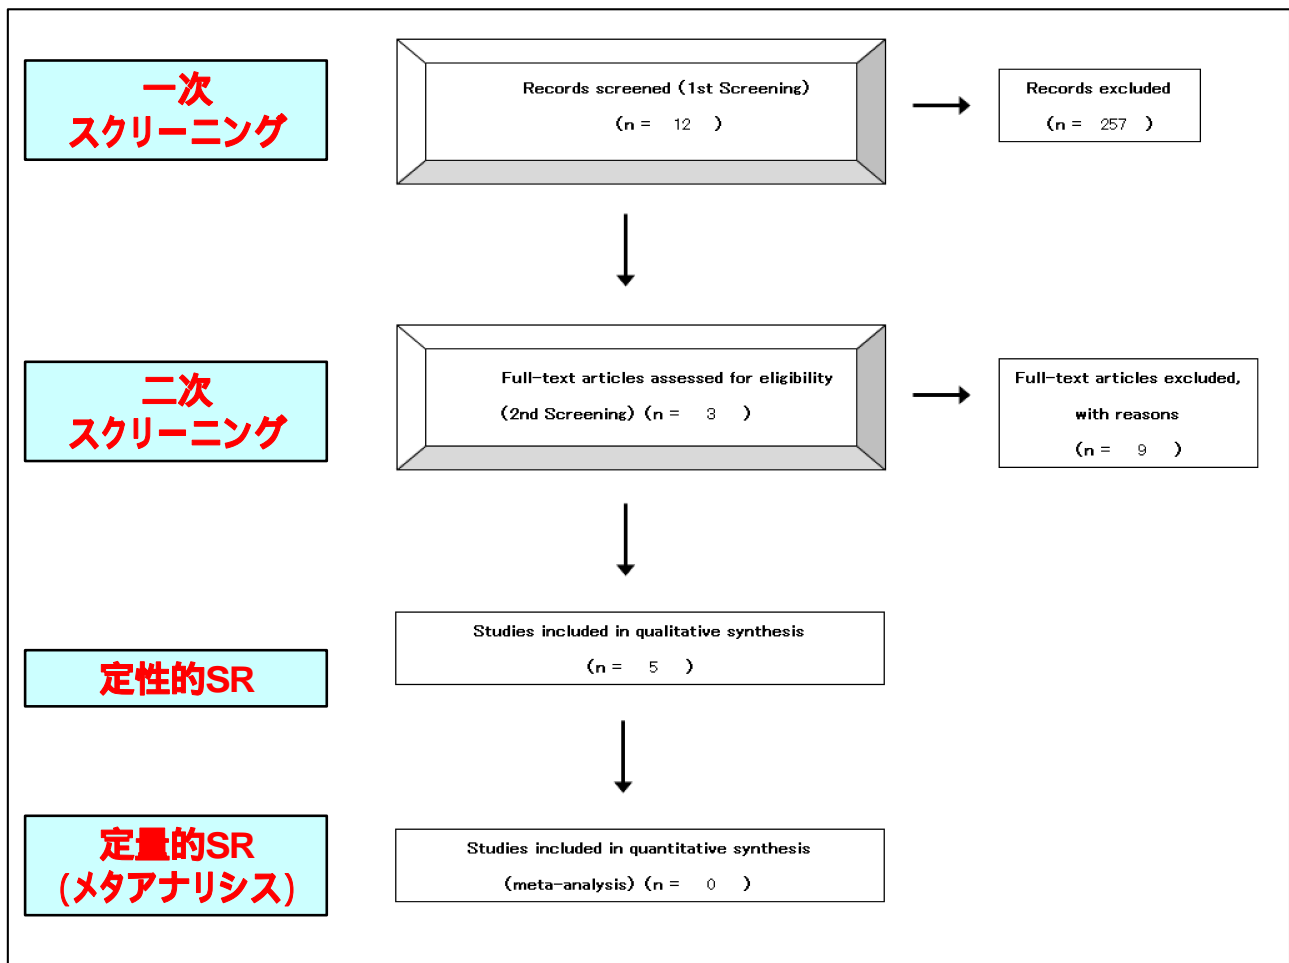 一次
スクリーニング
Records screened (1st Screening)
(n = 12 )
Records excluded
(n = 257 )
二次
スクリーニング
Full-text articles assessed for eligibility
(2nd Screening) (n = 3 )
Full-text articles excluded,
with reasons
(n = 9 )
定性的SR
Studies included in qualitative synthesis
(n = 5 )
定量的SR
(メタアナリシス)
Studies included in quantitative synthesis
(meta-analysis) (n = 0 )